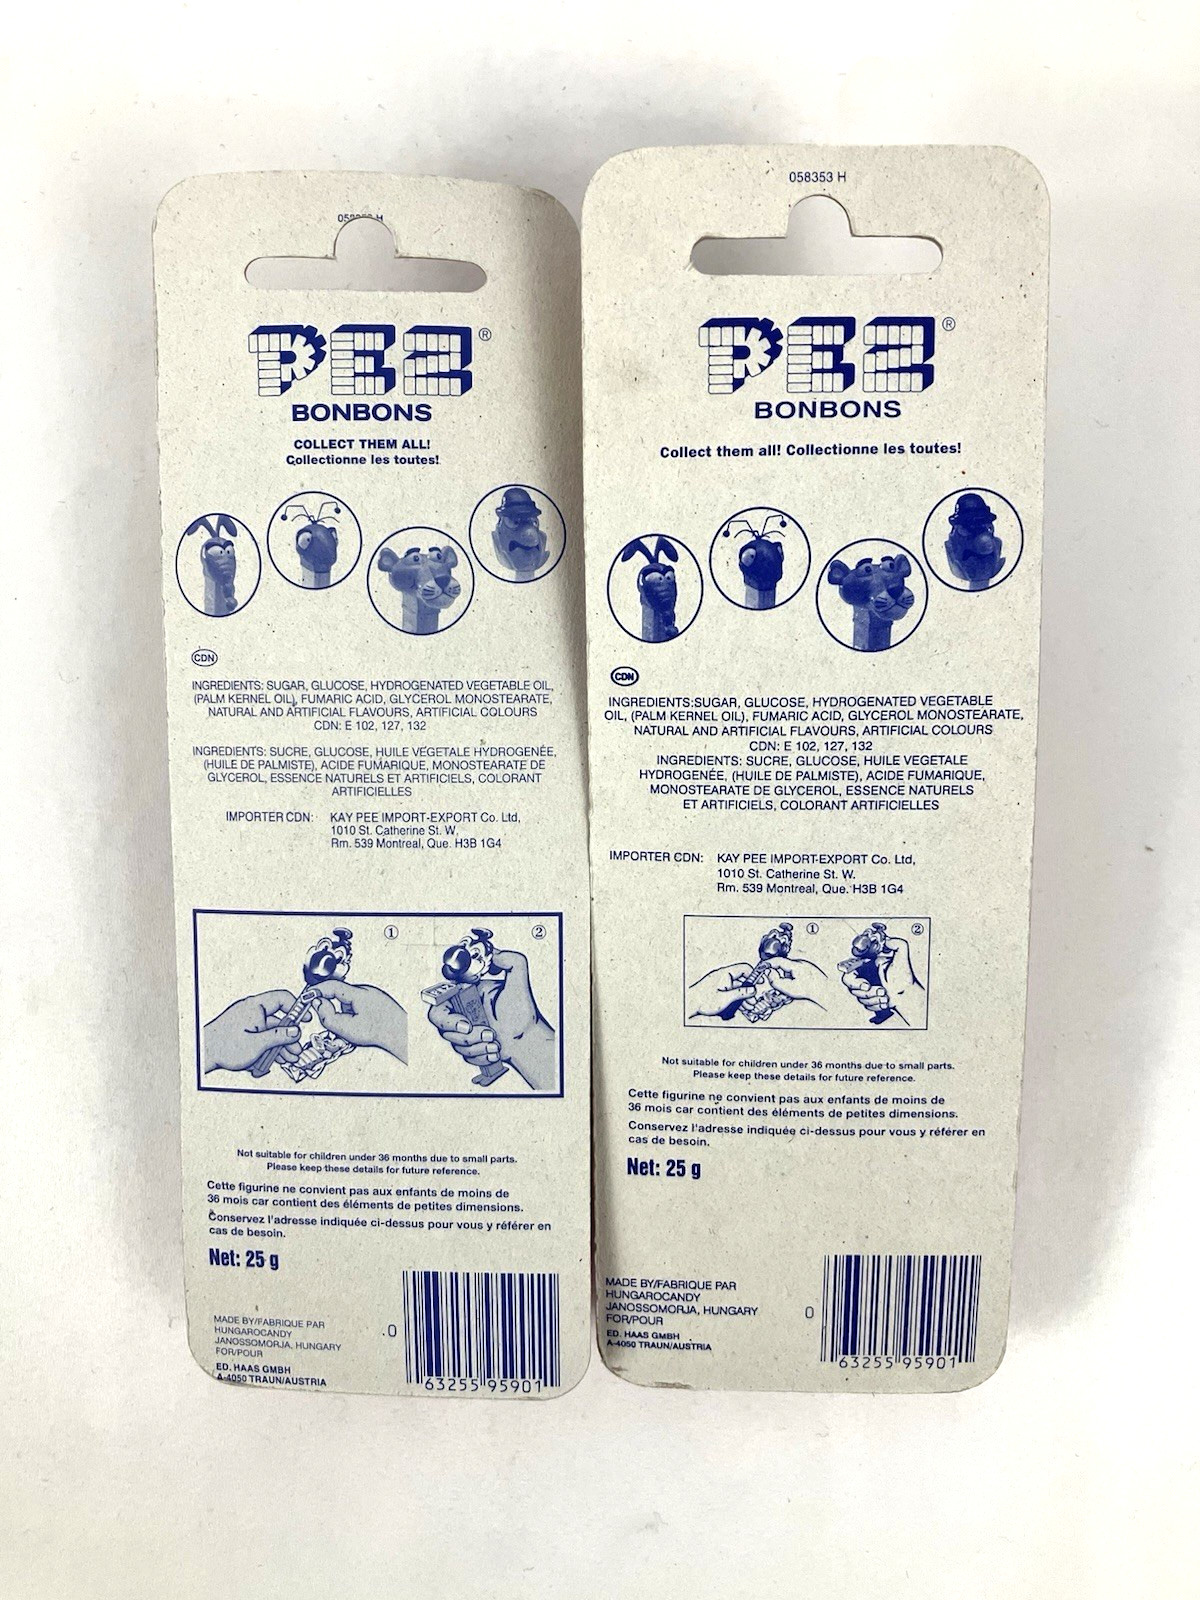 PEZ®
BONBONS
COLLECT THEM ALL!
Collectionne les toutes!
CDN
INGREDIENTS: SUGAR, GLUCOSE, HYDROGENATED VEGETABLE OIL,
(PALM KERNEL OIL), FUMARIC ACID, GLYCEROL MONOSTEARATE,
NATURAL AND ARTIFICIAL FLAVOURS, ARTIFICIAL COLOURS
CDN: E 102, 127, 132
INGREDIENTS: SUCRE, GLUCOSE, HUILE VEGETALE HYDROGENÉE,
(HUILE DE PALMISTE), ACIDE FUMARIQUE, MONOSTEARATE DE
GLYCEROL, ESSENCE NATURELS ET ARTIFICIELS, COLORANT
ARTIFICIELLES
IMPORTER CDN: KAY PEE IMPORT-EXPORT Co. Ltd,
1010 St. Catherine St. W.
Rm. 539 Montreal, Que. H3B 1G4
① ②
Not suitable for children under 36 months due to small parts.
Please keep these details for future reference.
Cette figurine ne convient pas aux enfants de moins de
36 mois car contient des éléments de petites dimensions.
Conservez l'adresse indiquée ci-dessus pour vous y référer en
cas de besoin.
Net: 25 g
MADE BY/FABRIQUE PAR
HUNGAROCANDY
JANOSSOMORJA, HUNGARY
FOR/POUR
ED. HAAS GMBH
A-4050 TRAUN/AUSTRIA
0 63255 95901
058353 H
PEZ®
BONBONS
Collect them all! Collectionne les toutes!
CDN
INGREDIENTS:SUGAR, GLUCOSE, HYDROGENATED VEGETABLE
OIL, (PALM KERNEL OIL), FUMARIC ACID, GLYCEROL MONOSTEARATE,
NATURAL AND ARTIFICIAL FLAVOURS, ARTIFICIAL COLOURS
CDN: E 102, 127, 132
INGREDIENTS: SUCRE, GLUCOSE, HUILE VEGETALE
HYDROGENÉE, (HUILE DE PALMISTE), ACIDE FUMARIQUE,
MONOSTEARATE DE GLYCEROL, ESSENCE NATURELS
ET ARTIFICIELS, COLORANT ARTIFICIELLES
IMPORTER CDN: KAY PEE IMPORT-EXPORT Co. Ltd,
1010 St. Catherine St. W.
Rm. 539 Montreal, Que. H3B 1G4
① ②
Not suitable for children under 36 months due to small parts.
Please keep these details for future reference.
Cette figurine ne convient pas aux enfants de moins de
36 mois car contient des éléments de petites dimensions.
Conservez l'adresse indiquée ci-dessus pour vous y référer en
cas de besoin.
Net: 25 g
MADE BY/FABRIQUE PAR
HUNGAROCANDY
JANOSSOMORJA, HUNGARY
FOR/POUR
ED. HAAS GMBH
A-4050 TRAUN/AUSTRIA
0 63255 95901